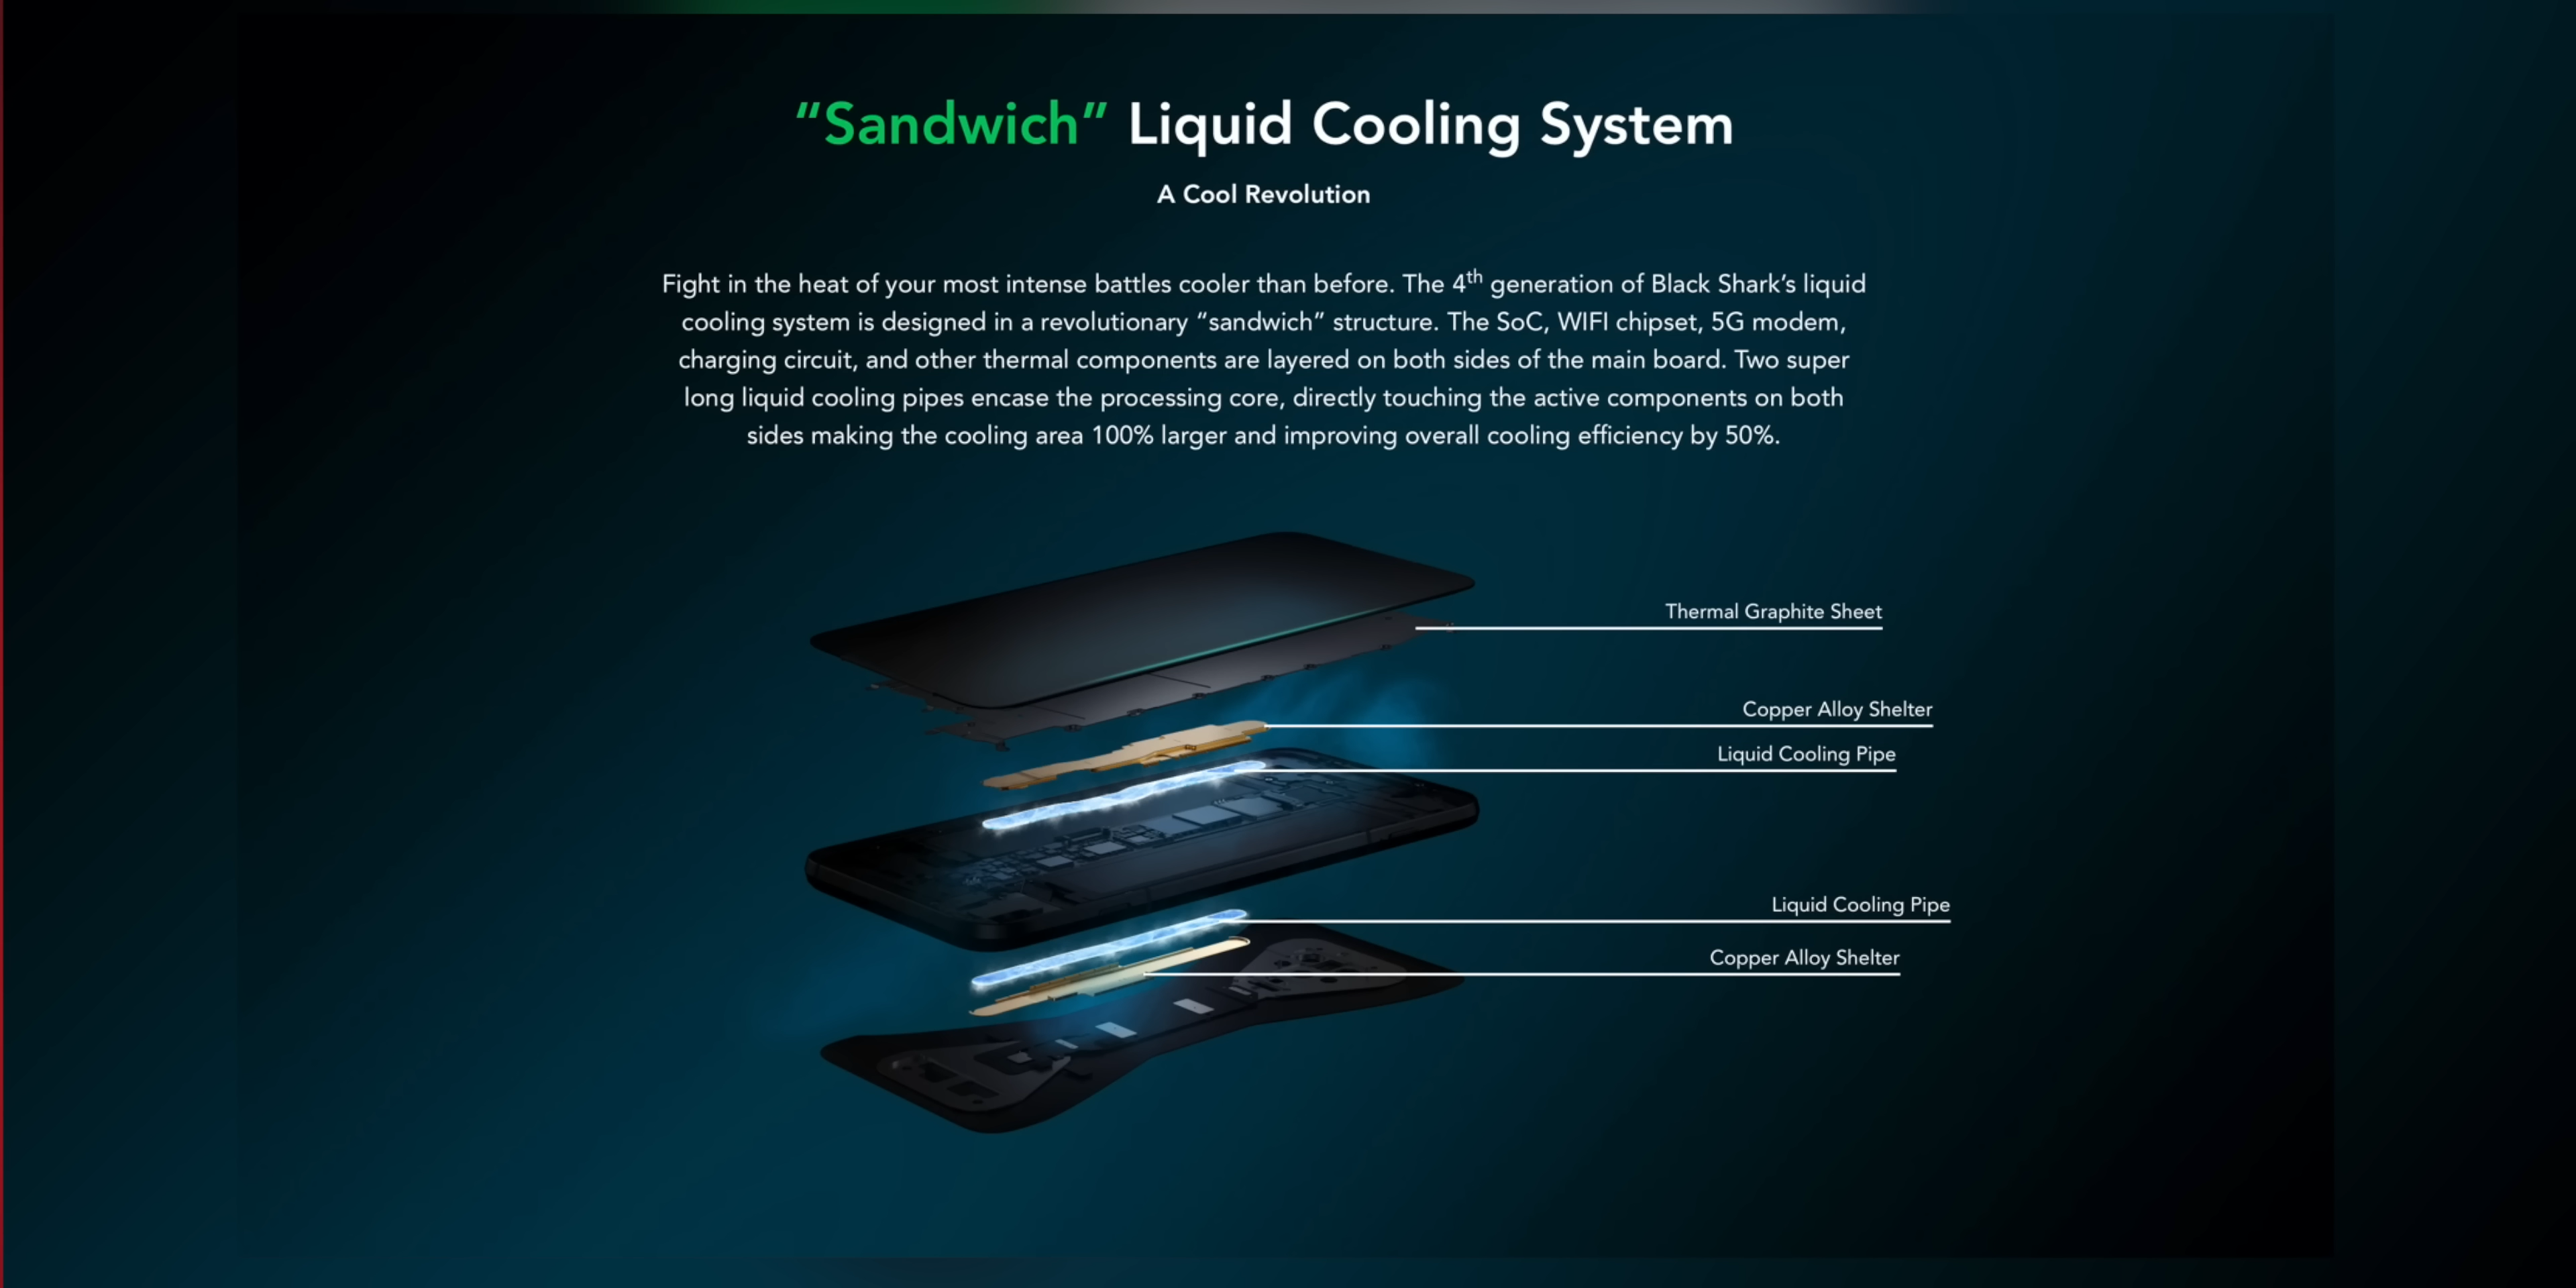 “Sandwich” Liquid Cooling System
A Cool Revolution
Fight in the heat of your most intense battles cooler than before. The 4th generation of Black Shark’s liquid
cooling system is designed in a revolutionary “sandwich” structure. The SoC, WIFI chipset, 5G modem,
charging circuit, and other thermal components are layered on both sides of the main board. Two super
long liquid cooling pipes encase the processing core, directly touching the active components on both
sides making the cooling area 100% larger and improving overall cooling efficiency by 50%.
Thermal Graphite Sheet
Copper Alloy Shelter
Liquid Cooling Pipe
Liquid Cooling Pipe
Copper Alloy Shelter